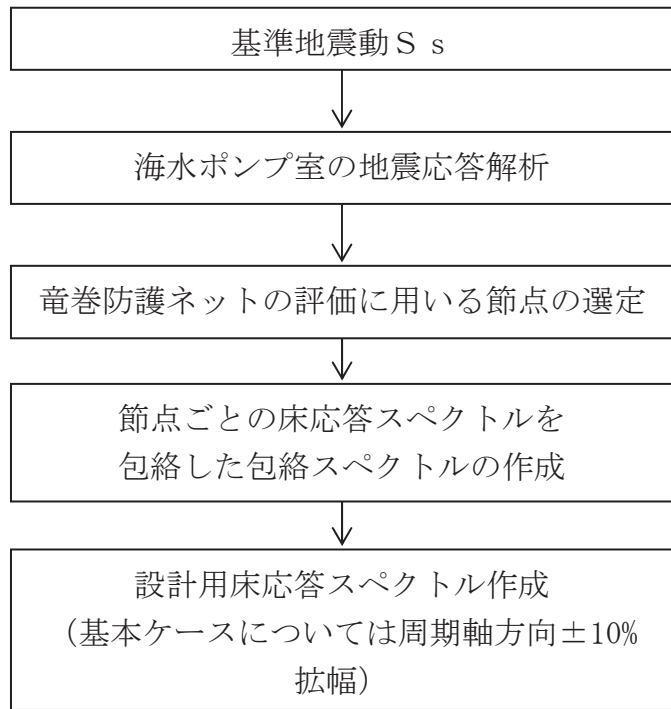 基準地震動Ｓｓ
海水ポンプ室の地震応答解析
竜巻防護ネットの評価に用いる節点の選定
節点ごとの床応答スペクトルを
包絡した包絡スペクトルの作成
設計用床応答スペクトル作成
（基本ケースについては周期軸方向±10%
拡幅）